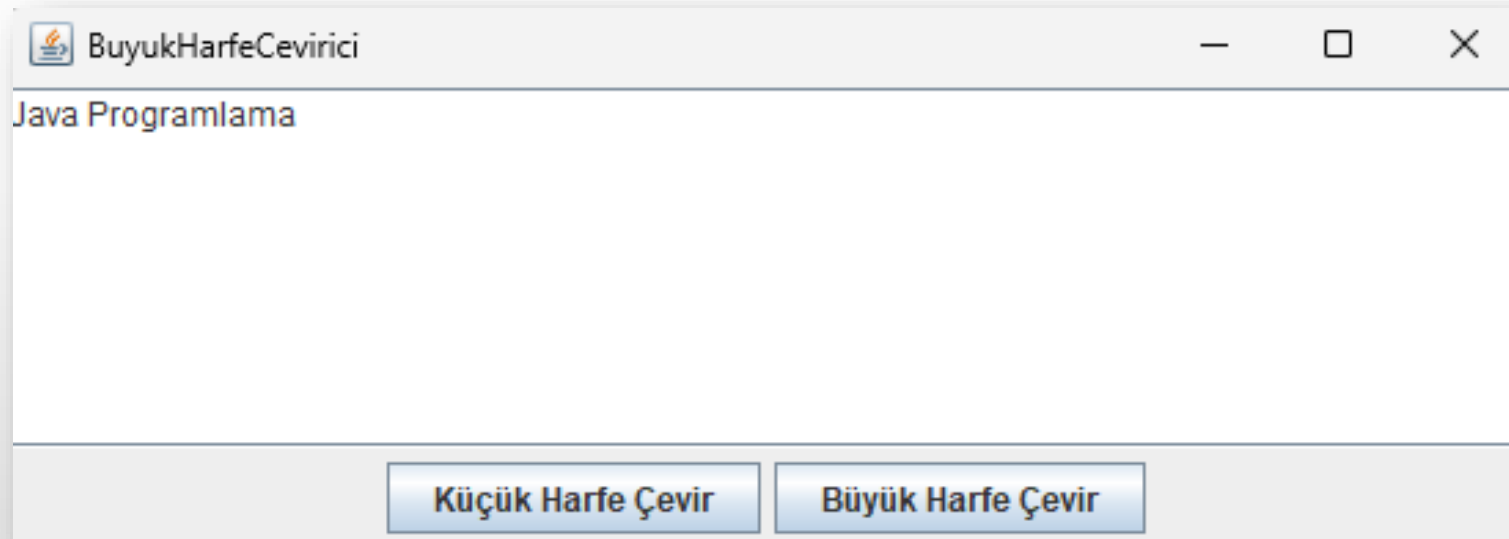 BuyukHarfeCevirici
Java Programlama
Küçük Harfe Çevir
Büyük Harfe Çevir